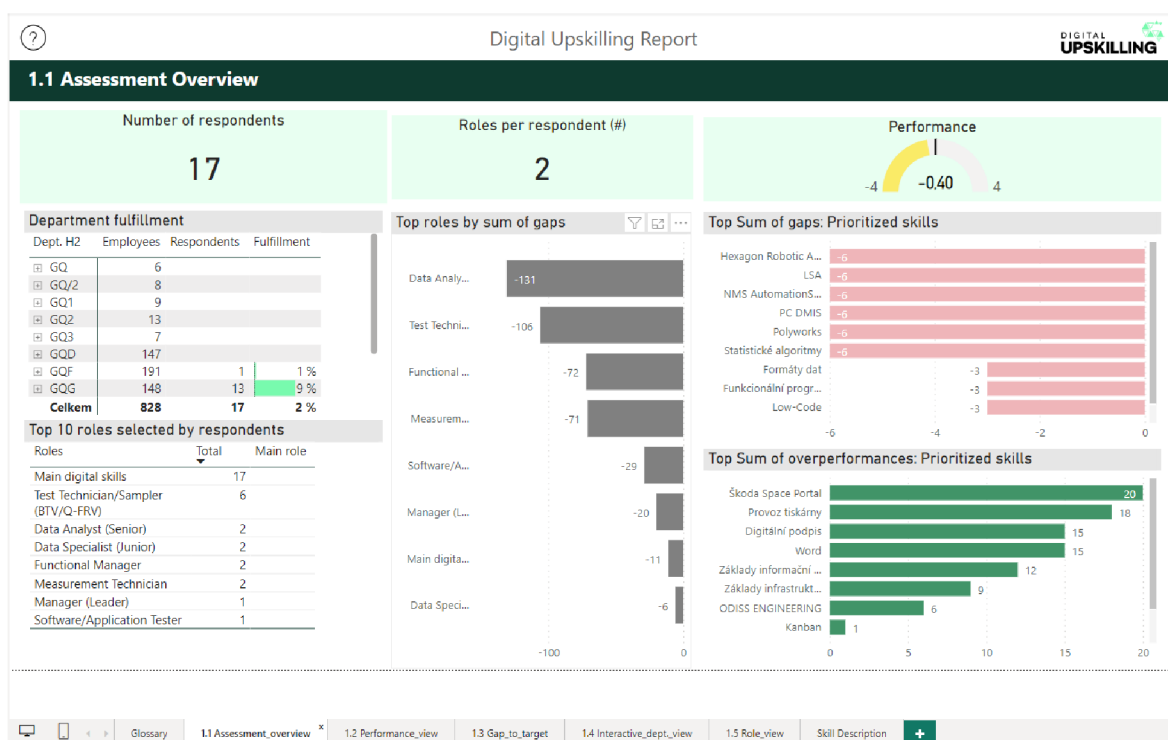 ?
Digital Upskilling Report
DIGITAL
UPSKILLING
1.1 Assessment Overview
Number of respondents
17
Roles per respondent (#)
2
Performance
-4
-0,40
4
Department fulfillment
Dept. H2 Employees Respondents Fulfillment
GQ 6
GQ/2 8
GQ1 9
GQ2 13
GQ3 7
GQD 147
GQF 191 1 1 %
GQG 148 13 9 %
Celkem 828 17 2 %
Top 10 roles selected by respondents
Roles Total Main role
Main digital skills 17
Test Technician/Sampler 6
(BTV/Q-FRV)
Data Analyst (Senior) 2
Data Specialist (Junior) 2
Functional Manager 2
Measurement Technician 2
Manager (Leader) 1
Software/Application Tester 1
Top roles by sum of gaps
Data Analy... -131
Test Techni... -106
Functional ... -72
Measurem... -71
Software/A... -29
Manager (L... -20
Main digita... -11
Data Speci... -6
-100 0
Top Sum of gaps: Prioritized skills
Hexagon Robotic A... -6
LSA -6
NMS AutomationS... -6
PC DMIS -6
Polyworks -6
Statistické algoritmy -6
Formáty dat -3
Funkcionální progr... -3
Low-Code -3
-6 -4 -2 0
Top Sum of overperformances: Prioritized skills
Škoda Space Portal 20
Provoz tiskárny 18
Digitální podpis 15
Word 15
Základy informační ... 12
Základy infrastrukt... 9
ODISS ENGINEERING 6
Kanban 1
0 5 10 15 20
Glossary 1.1 Assessment_overview x 1.2 Performance_view 1.3 Gap_to_target 1.4 Interactive_dept._view 1.5 Role_view Skill Description +